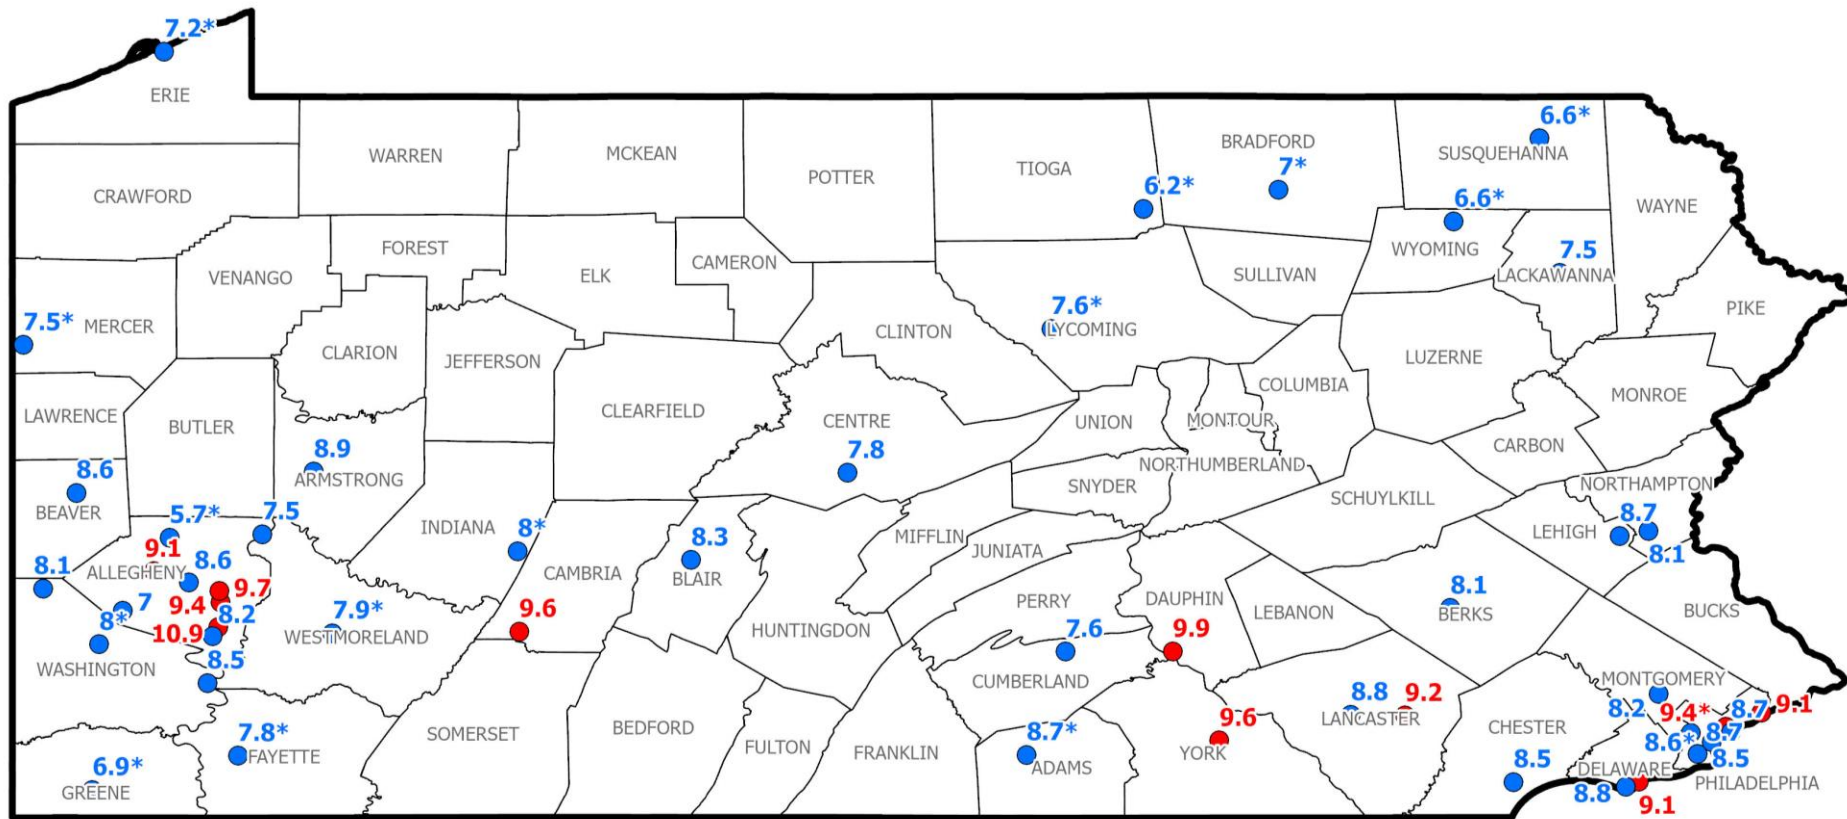 7.2*
ERIE
6.6*
WARREN
MCKEAN
BRADFORD
SUSQUEHANNA
TIOGA
7*
POTTER
6.2*
CRAWFORD
6.6*
WAYNE
FOREST
WYOMING
7.5
CAMERON
LACKAWANNA
VENANGO
ELK
SULLIVAN
7.6*
PIKE
7.5*
MERCER
LYCOMING
CLINTON
CLARION
JEFFERSON
LUZERNE
COLUMBIA
MONROE
LAWRENCE
CLEARFIELD
CENTRE
UNION
MONTOUR
BUTLER
CARBON
8.9
7.8
8.6
ARMSTRONG
NORTHUMBERLAND
SNYDER
NORTHAMPTON
SCHUYLKILL
BEAVER
5.7*
7.5
INDIANA
8*
8.3
MIFFLIN
JUNIATA
LEHIGH
8.7
8.1
9.1
8.6
8.1
ALLEGHENY
CAMBRIA
BLAIR
9.7
8.1
BERKS
7
9.4
8.2
PERRY
DAUPHIN
LEBANON
BUCKS
8*
10.9
7.9*
WESTMORELAND
9.6
HUNTINGDON
7.6
9.9
WASHINGTON
8.5
CUMBERLAND
MONTGOMERY
8.8
9.2
LANCASTER
8.2
9.4*
8.7
9.1
7.8*
FAYETTE
SOMERSET
BEDFORD
FULTON
FRANKLIN
8.7*
ADAMS
9.6
YORK
CHESTER
8.7
8.6*
8.5
8.5
6.9*
GREENE
DELAWARE
PHILADELPHIA
8.8
9.1